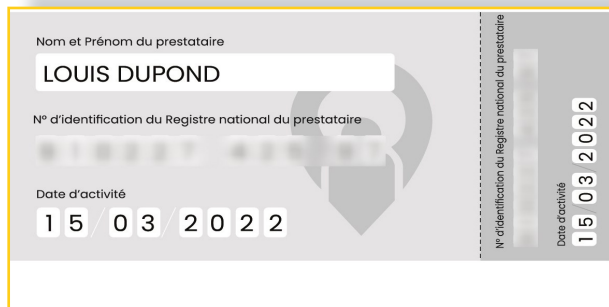 Nom et Prénom du prestataire
LOUIS DUPOND
N° d'identification du Registre national du prestataire
Date d'activité
15/03/2022
N° d'identification du Registre national du prestataire
Date d'activité
15/03/2022